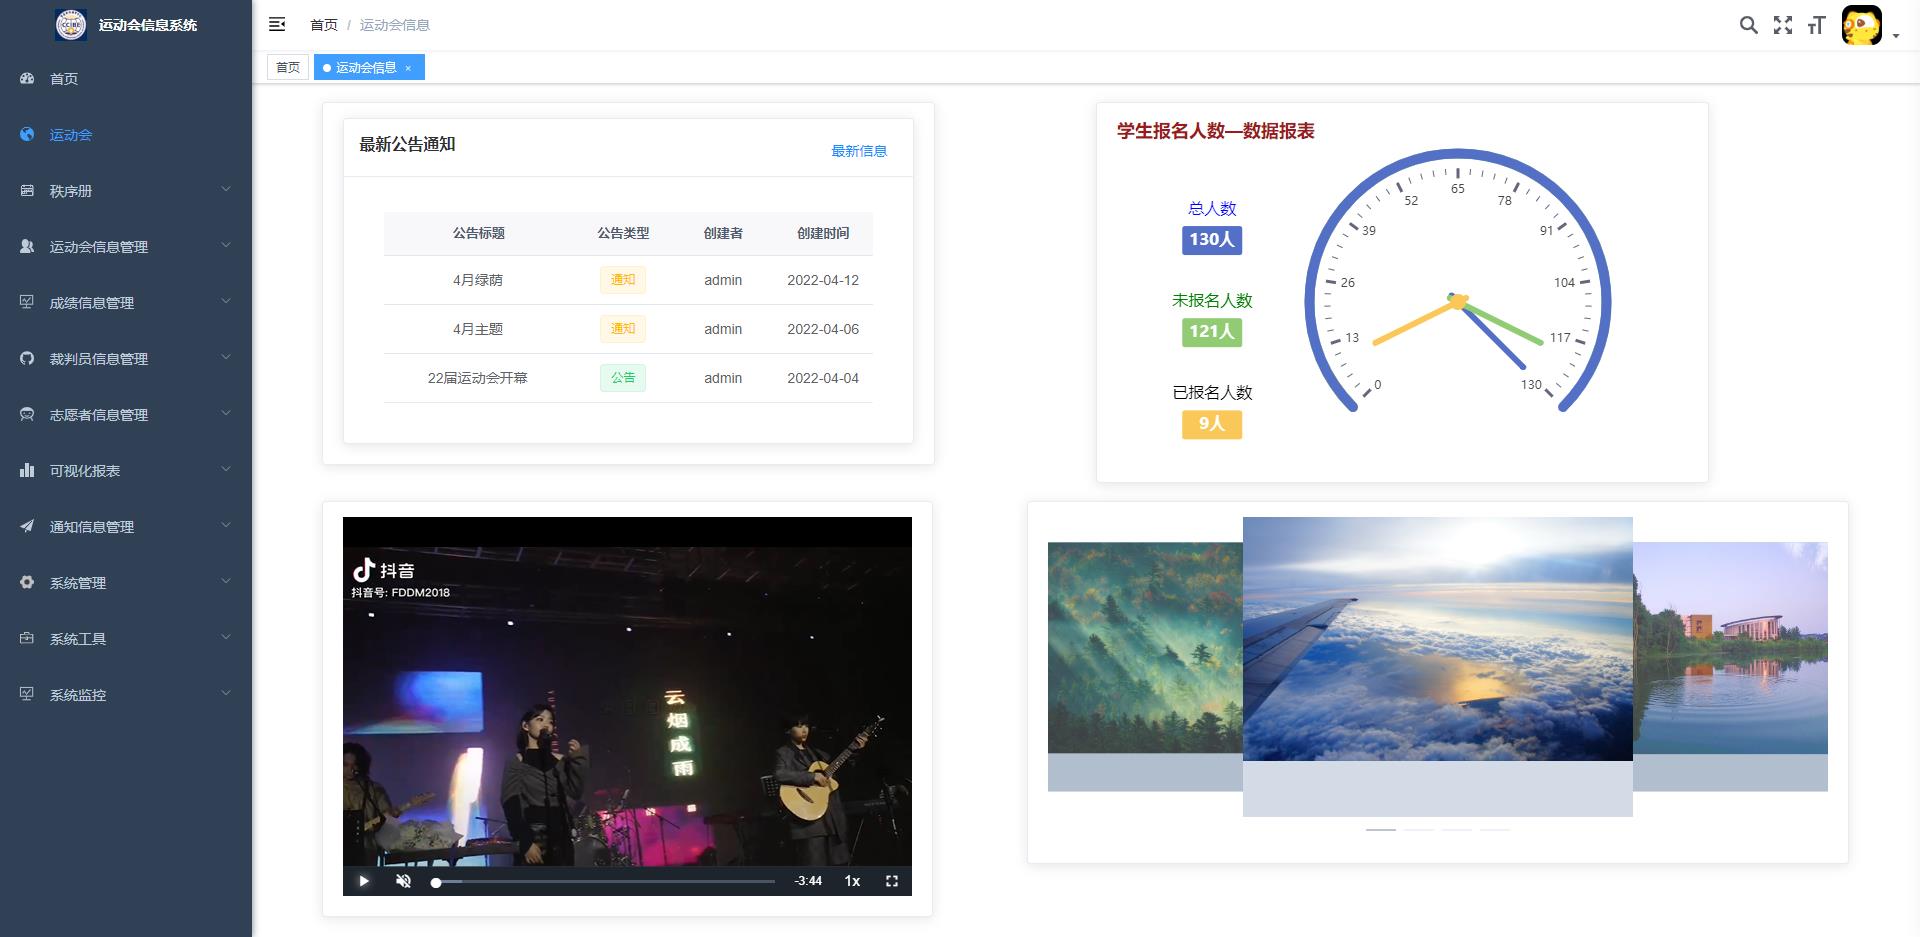 运动会信息系统
首页
运动会
秩序册
运动会信息管理
成绩信息管理
裁判员信息管理
志愿者信息管理
可视化报表
通知信息管理
系统管理
系统工具
系统监控
首页 / 运动会信息
首页
运动会信息 ×
最新公告通知
最新信息
公告标题 公告类型 创建者 创建时间
4月绿荫 通知 admin 2022-04-12
4月主题 通知 admin 2022-04-06
22届运动会开幕 公告 admin 2022-04-04
学生报名人数—数据报表
总人数
130人
未报名人数
121人
已报名人数
9人
0
13
26
39
52
65
78
91
104
117
130
抖音
抖音号: FDDM2018
云烟成雨
-3:44
1x